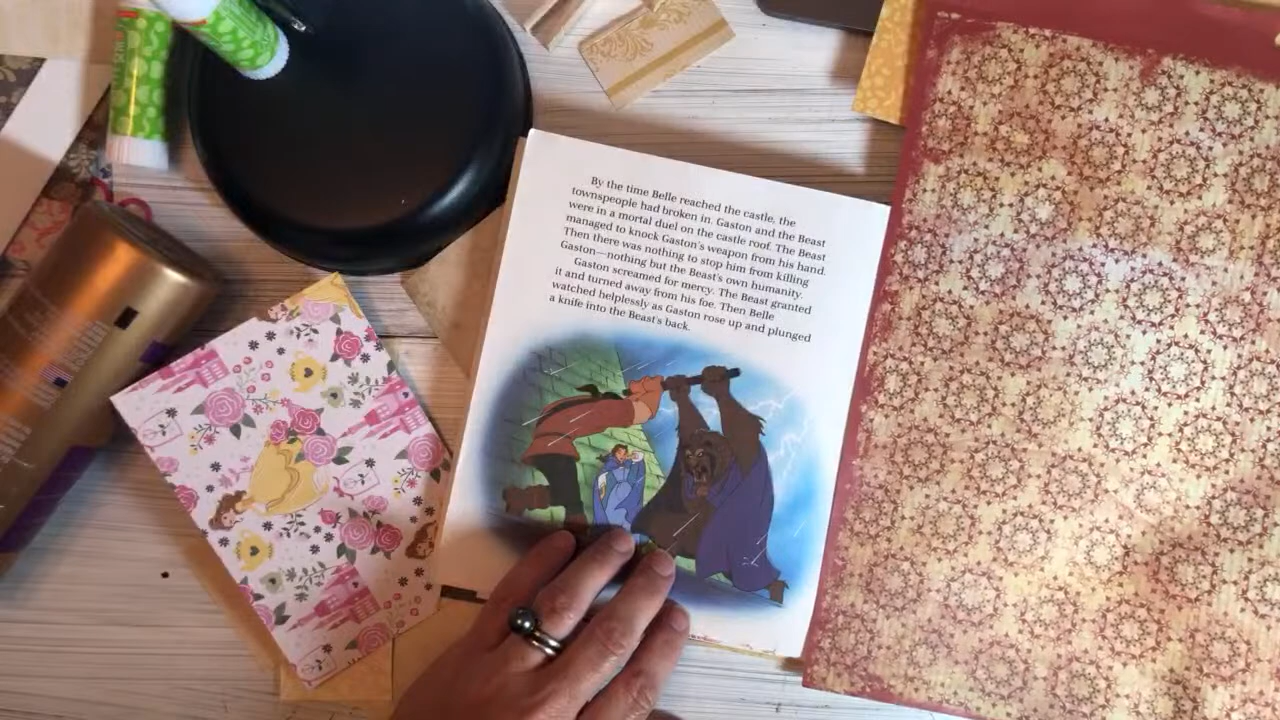 By the time Belle reached the castle, the
townspeople had broken in. Gaston and the Beast
were in a mortal duel on the castle roof. The Beast
managed to knock Gaston's weapon from his hand.
Then there was nothing to stop him from killing
Gaston—nothing but the Beast's own humanity.
Gaston screamed for mercy. The Beast granted
it and turned away from his foe. Then Belle
watched helplessly as Gaston rose up and plunged
a knife into the Beast's back.